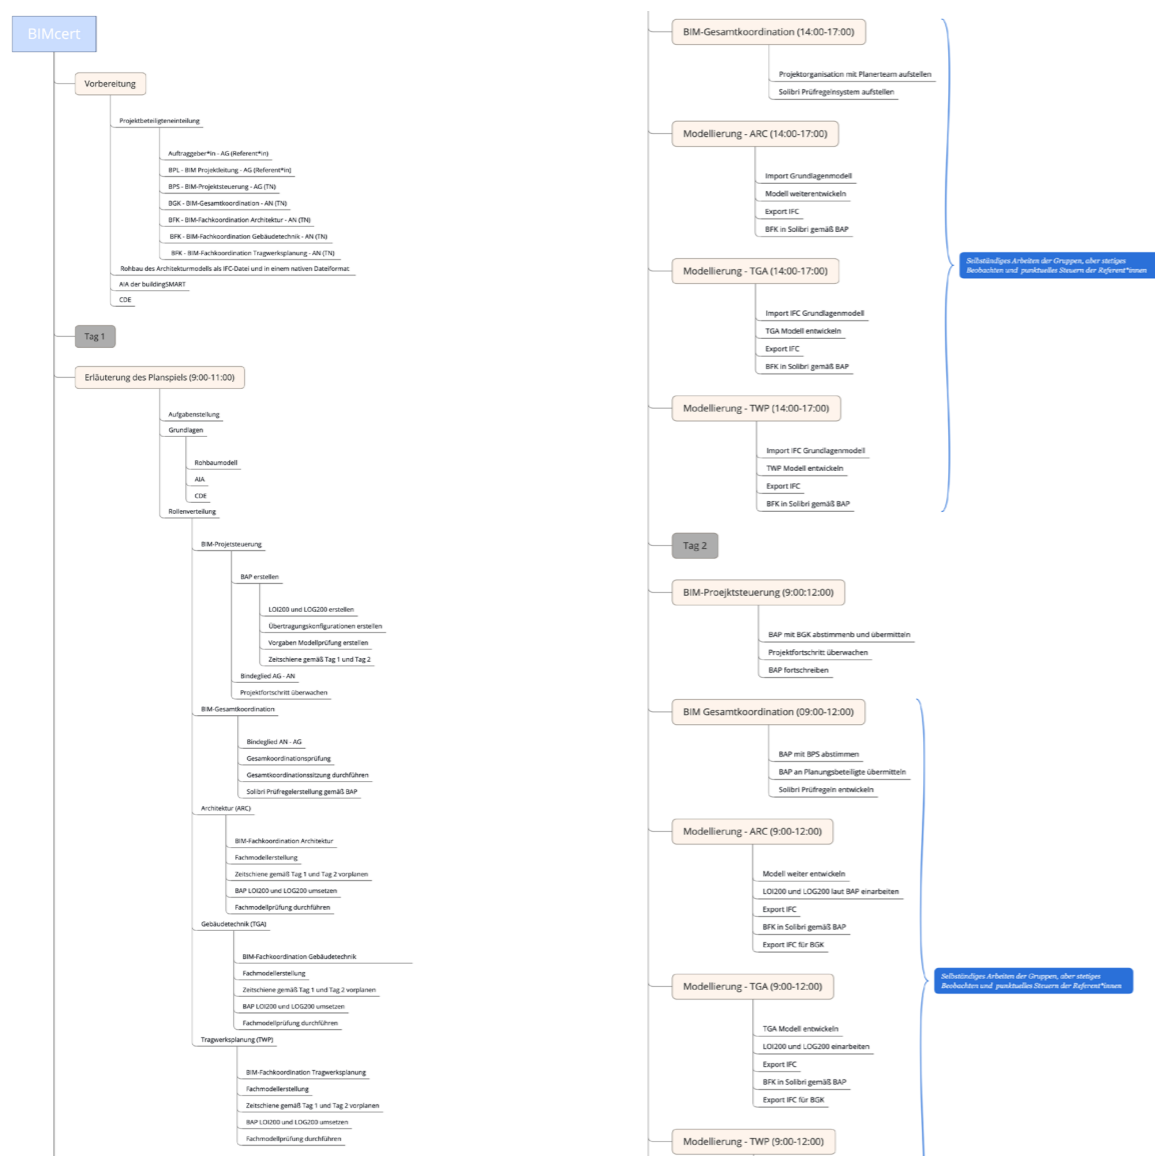 BIMcert
Vorbereitung
Projektbeteiligteneinteilung
Auftraggeber*in - AG (Referent*in)
BPL - BIM Projektleitung - AG (Referent*in)
BPS - BIM-Projektsteuerung - AG (TN)
BGK - BIM-Gesamtkoordination - AN (TN)
BFK - BIM-Fachkoordination Architektur - AN (TN)
BFK - BIM-Fachkoordination Gebäudetechnik - AN (TN)
BFK - BIM-Fachkoordination Tragwerksplanung - AN (TN)
Rohbau des Architekturmodells als IFC-Datei und in einem nativen Dateiformat
AIA der buildingSMART
CDE
Tag 1
Erläuterung des Planspiels (9:00-11:00)
Aufgabenstellung
Grundlagen
Rohbaumodell
AIA
CDE
Rollenverteilung
BIM-Projetsteuerung
BAP erstellen
LOI200 und LOG200 erstellen
Übertragungskonfigurationen erstellen
Vorgaben Modellprüfung erstellen
Zeitschiene gemäß Tag 1 und Tag 2
Bindeglied AG - AN
Projektfortschritt überwachen
BIM-Gesamtkoordination
Bindeglied AN - AG
Gesamkoordinationsprüfung
Gesamtkoordinationssitzung durchführen
Solibri Prüfregelerstellung gemäß BAP
Architektur (ARC)
BIM-Fachkoordination Architektur
Fachmodellerstellung
Zeitschiene gemäß Tag 1 und Tag 2 vorplanen
BAP LOI200 und LOG200 umsetzen
Fachmodellprüfung durchführen
Gebäudetechnik (TGA)
BIM-Fachkoordination Gebäudetechnik
Fachmodellerstellung
Zeitschiene gemäß Tag 1 und Tag 2 vorplanen
BAP LOI200 und LOG200 umsetzen
Fachmodellprüfung durchführen
Tragwerksplanung (TWP)
BIM-Fachkoordination Tragwerksplanung
Fachmodellerstellung
Zeitschiene gemäß Tag 1 und Tag 2 vorplanen
BAP LOI200 und LOG200 umsetzen
Fachmodellprüfung durchführen
BIM-Gesamtkoordination (14:00-17:00)
Projektorganisation mit Planerteam aufstellen
Solibri Prüfregelnsystem aufstellen
Modellierung - ARC (14:00-17:00)
Import Grundlagenmodell
Modell weiterentwickeln
Export IFC
BFK in Solibri gemäß BAP
Modellierung - TGA (14:00-17:00)
Import IFC Grundlagenmodell
TGA Modell entwickeln
Export IFC
BFK in Solibri gemäß BAP
Modellierung - TWP (14:00-17:00)
Import IFC Grundlagenmodell
TWP Modell entwickeln
Export IFC
BFK in Solibri gemäß BAP
Selbständiges Arbeiten der Gruppen, aber stetiges
Beobachten und punktuelles Steuern der Referent*innen
Tag 2
BIM-Proejktsteuerung (9:00:12:00)
BAP mit BGK abstimmenb und übermitteln
Projektfortschritt überwachen
BAP fortschreiben
BIM Gesamtkoordination (09:00-12:00)
BAP mit BPS abstimmen
BAP an Planungsbeteiligte übermitteln
Solibri Prüfregeln entwickeln
Modellierung - ARC (9:00-12:00)
Modell weiter entwickeln
LOI200 und LOG200 laut BAP einarbeiten
Export IFC
BFK in Solibri gemäß BAP
Export IFC für BGK
Modellierung - TGA (9:00-12:00)
TGA Modell entwickeln
LOI200 und LOG200 einarbeiten
Export IFC
BFK in Solibri gemäß BAP
Export IFC für BGK
Modellierung - TWP (9:00-12:00)
Selbständiges Arbeiten der Gruppen, aber stetiges
Beobachten und punktuelles Steuern der Referent*innen